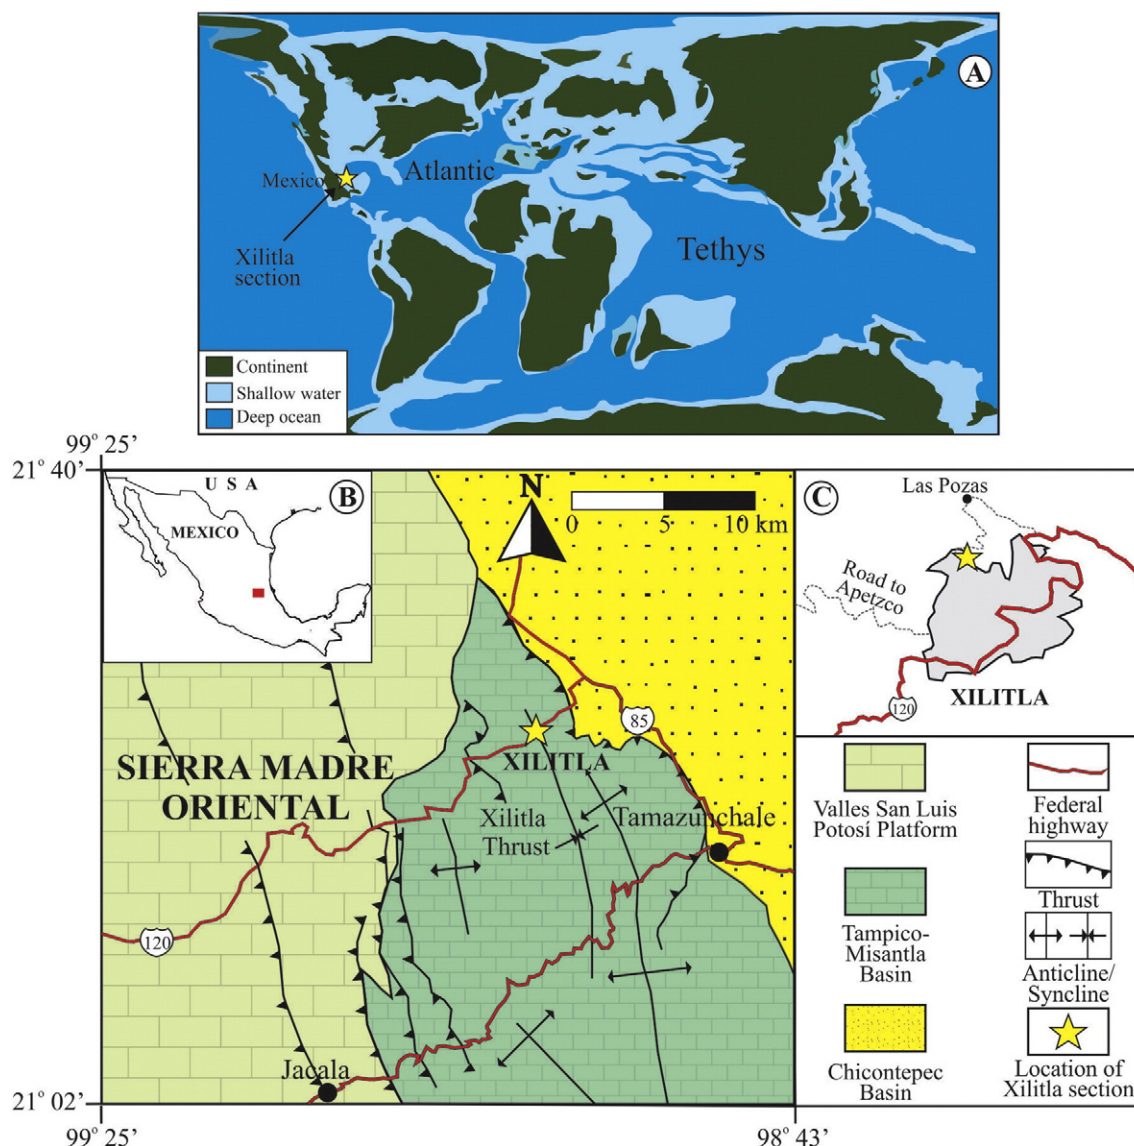 A
Atlantic
Mexico
Xilitla
section
Tethys
Continent
Shallow water
Deep ocean
99° 25’
21° 40’
U S A
MEXICO
B
N
0
5
10 km
85
SIERRA MADRE
ORIENTAL
XILITLA
Xilitla
Thrust
Tamazunchale
120
Jacala
21° 02’
99° 25’
98° 43’
C
Las Pozas
Road to
Apetzco
XILITLA
120
Valles San Luis
Potosí Platform
Tampico-
Misantla
Basin
Chicontepec
Basin
Federal
highway
Thrust
Anticline/
Syncline
Location of
Xilitla section